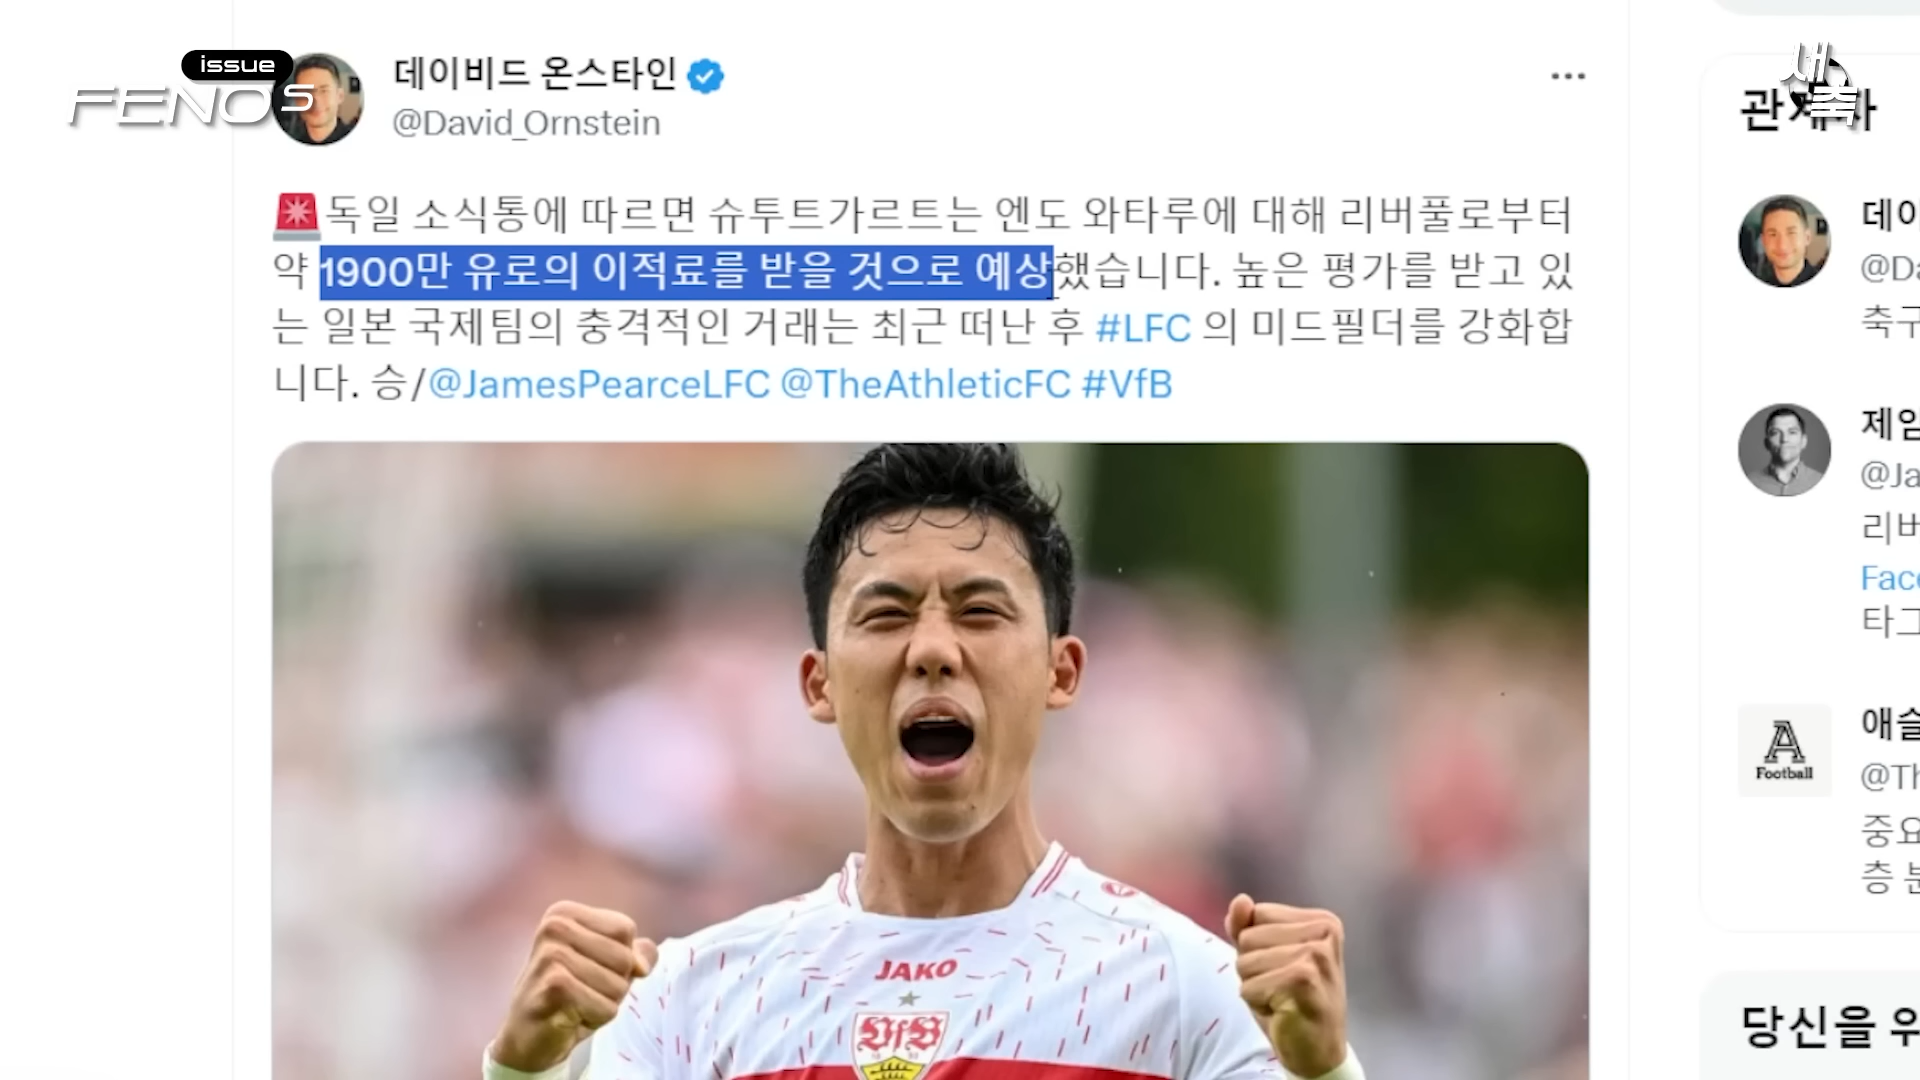 issue
FENO'S
데이비드 온스타인
@David_Ornstein
🚨독일 소식통에 따르면 슈투트가르트는 엔도 와타루에 대해 리버풀로부터
약 1900만 유로의 이적료를 받을 것으로 예상했습니다. 높은 평가를 받고 있
는 일본 국제팀의 충격적인 거래는 최근 떠난 후 #LFC 의 미드필더를 강화합
니다. 승/@JamesPearceLFC @TheAthleticFC #VfB
JAKO
VfB
새축
데이
@Da
축구
제임
@Ja
리버
Face
타그
A
Football
애슬
@Th
중요
층 분
당신을 위